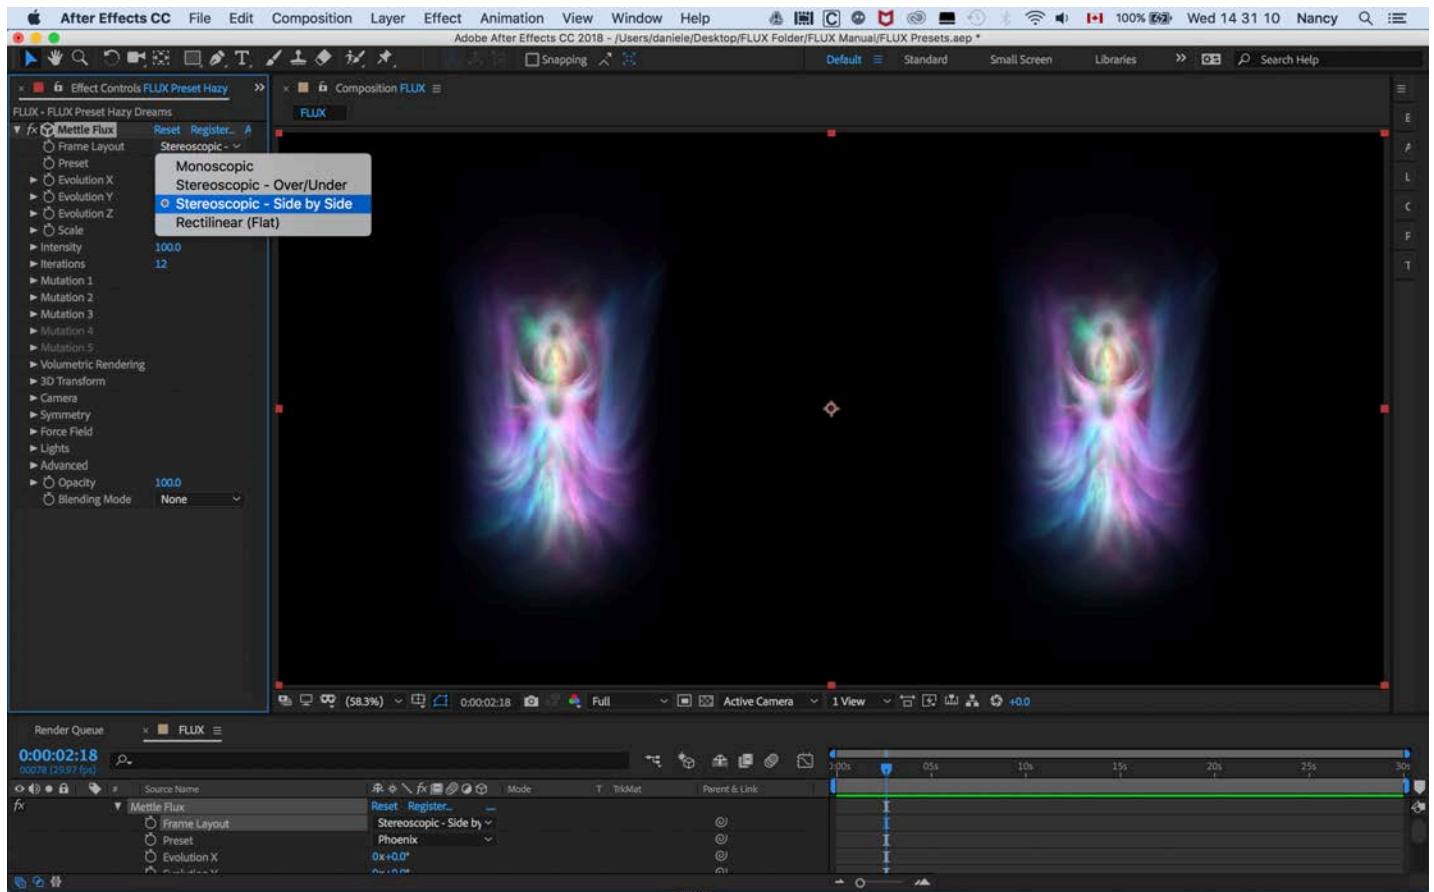 After Effects CC File Edit Composition Layer Effect Animation View Window Help 100% Wed 14 31 10 Nancy
Adobe After Effects CC 2018 - /Users/daniele/Desktop/FLUX Folder/FLUX Manual/FLUX Presets.aep *
T Snapping Default Standard Small Screen Libraries >> Search Help
Effect Controls FLUX Preset Hazy >> Composition FLUX
FLUX • FLUX Preset Hazy Dreams
FLUX
fx Mettle Flux Reset Register... A
Frame Layout Stereoscopic -
Preset
Monoscopic
Stereoscopic - Over/Under
Stereoscopic - Side by Side
Rectilinear (Flat)
Evolution X
Evolution Y
Evolution Z
Scale
Intensity 100.0
Iterations 12
Mutation 1
Mutation 2
Mutation 3
Mutation 4
Mutation 5
Volumetric Rendering
3D Transform
Camera
Symmetry
Force Field
Lights
Advanced
Opacity 100.0
Blending Mode None
E
L
C
T
(58.3%) 0:00:02:18 Full Active Camera 1 View +0.0
Render Queue FLUX
0:00:02:18
00078 (29.97 fps)
05s 10s 15s 20s 25s 30s
# Source Name fx Mode T TrkMat Parent & Link
fx Mettle Flux Reset Register...
Frame Layout Stereoscopic - Side by
Preset Phoenix
Evolution X 0x+0.0°